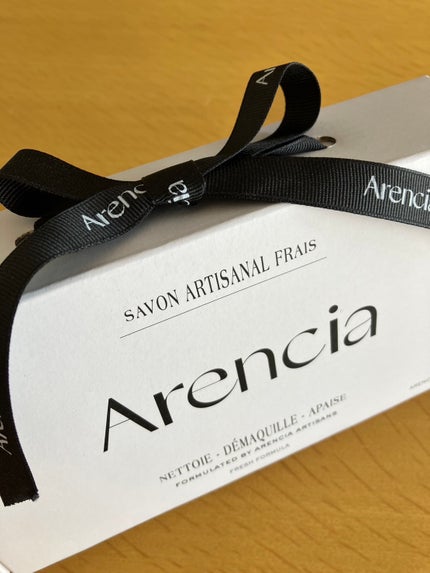 Arencia
Arencia
SAVON ARTISANAL FRAIS
Arencia
NETTOIE - DÉMAQUILLE - APAISE
FORMULATED BY ARENCIA ARTISANS
FRESH FORMULA